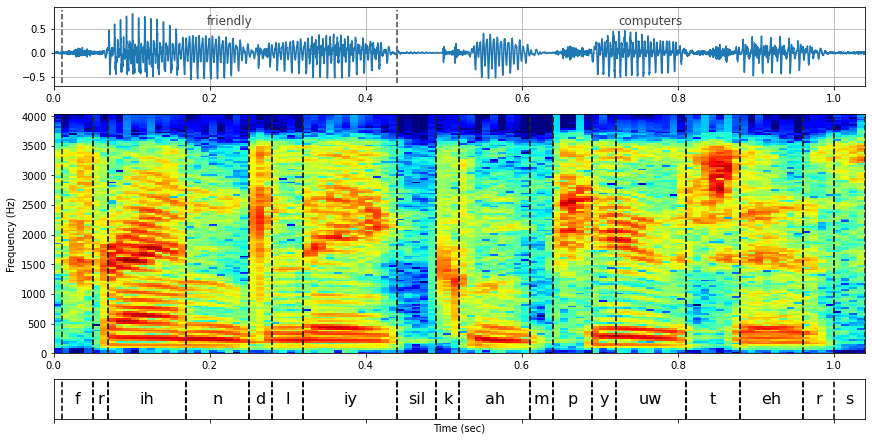 friendly computers
0.5
0.0
−0.5
0.0 0.2 0.4 0.6 0.8 1.0
4000
3500
3000
2500
2000
1500
1000
500
0
Frequency (Hz)
0.0 0.2 0.4 0.6 0.8 1.0
f r ih n d l iy sil k ah m p y uw t eh r s
Time (sec)